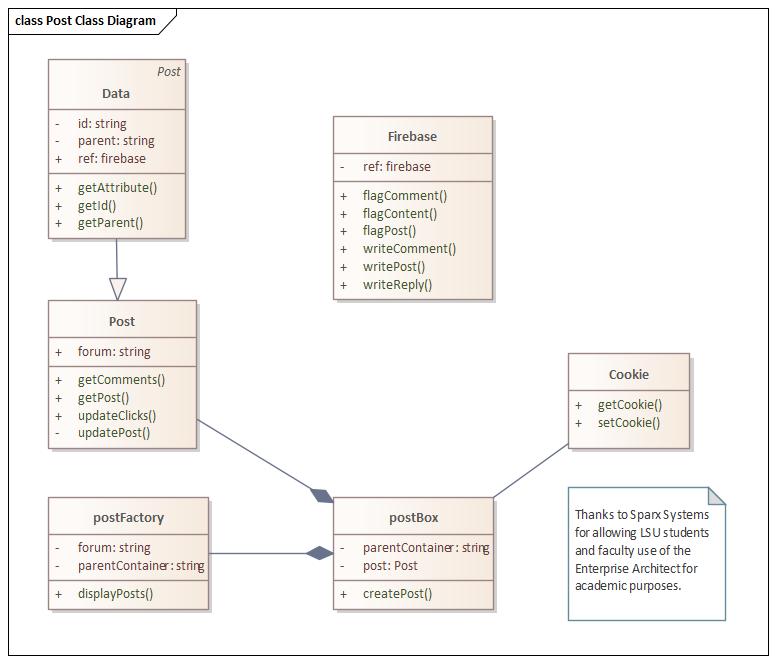 class Post Class Diagram
Post
Data
- id: string
- parent: string
+ ref: firebase
+ getAttribute()
+ getId()
+ getParent()
Firebase
- ref: firebase
+ flagComment()
+ flagContent()
+ flagPost()
+ writeComment()
+ writePost()
+ writeReply()
Post
+ forum: string
+ getComments()
+ getPost()
+ updateClicks()
- updatePost()
Cookie
+ getCookie()
+ setCookie()
postFactory
- forum: string
- parentContainer: string
+ displayPosts()
postBox
- parentContainer: string
- post: Post
+ createPost()
Thanks to Sparx Systems
for allowing LSU students
and faculty use of the
Enterprise Architect for
academic purposes.